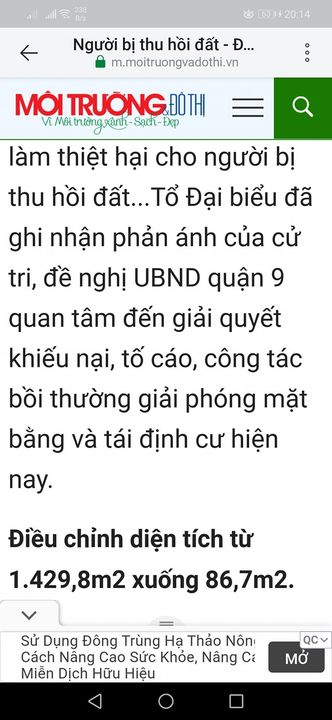 238
B/s
63
20:14
Người bị thu hồi đất - Đ...
m.moitruongvadothi.vn
MÔI TRƯỜNG &ĐÔ THỊ
Vì Môi trường xanh - Sạch - Đẹp
làm thiệt hại cho người bị
thu hồi đất...Tổ Đại biểu đã
ghi nhận phản ánh của cử
tri, đề nghị UBND quận 9
quan tâm đến giải quyết
khiếu nại, tố cáo, công tác
bồi thường giải phóng mặt
bằng và tái định cư hiện
nay.
Điều chỉnh diện tích từ
1.429,8m2 xuống 86,7m2.
QC
Sử Dụng Đông Trùng Hạ Thảo Nông
Cách Nâng Cao Sức Khỏe, Nâng Ca
Miễn Dịch Hữu Hiệu
MỞ